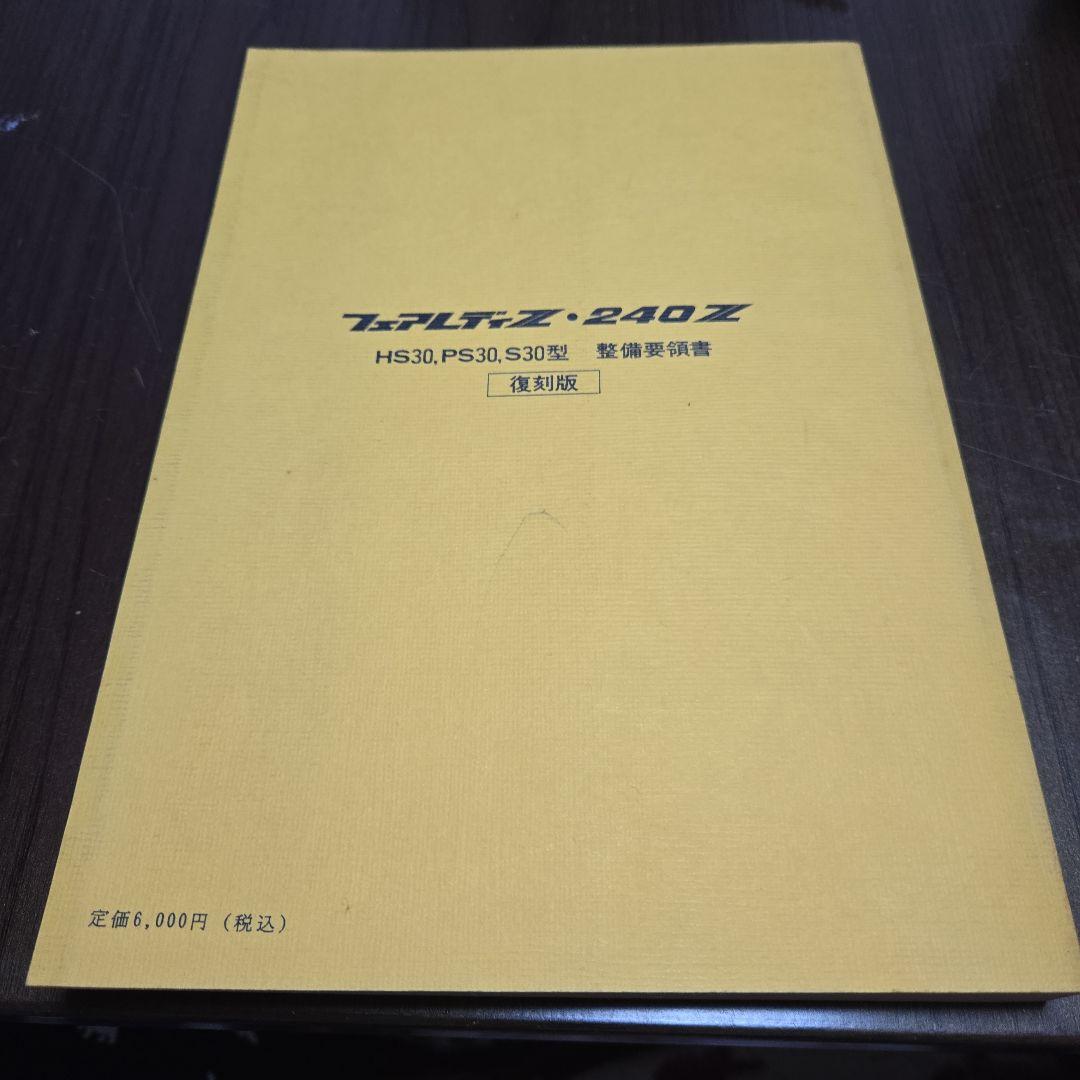 フェアレディZ・240Z
HS30, PS30, S30型 整備要領書
復刻版
定価6,000円（税込）